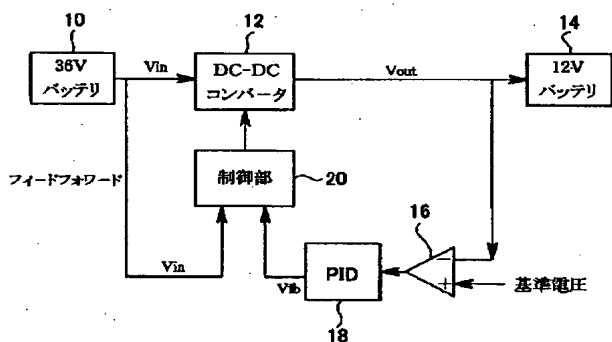 10
12
14
36V
バッテリ
Vin
DC-DC
コンバータ
Vout
12V
バッテリ
フィードフォワード
制御部
20
16
Vin
Vfb
PID
－
＋
基準電圧
18